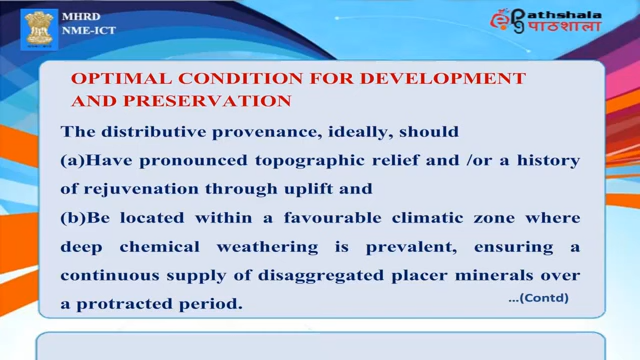 MHRD
NME-ICT
ePathshala
पाठशाला
OPTIMAL CONDITION FOR DEVELOPMENT
AND PRESERVATION
The distributive provenance, ideally, should
(a)Have pronounced topographic relief and /or a history
of rejuvenation through uplift and
(b)Be located within a favourable climatic zone where
deep chemical weathering is prevalent, ensuring a
continuous supply of disaggregated placer minerals over
a protracted period.
...(Contd)